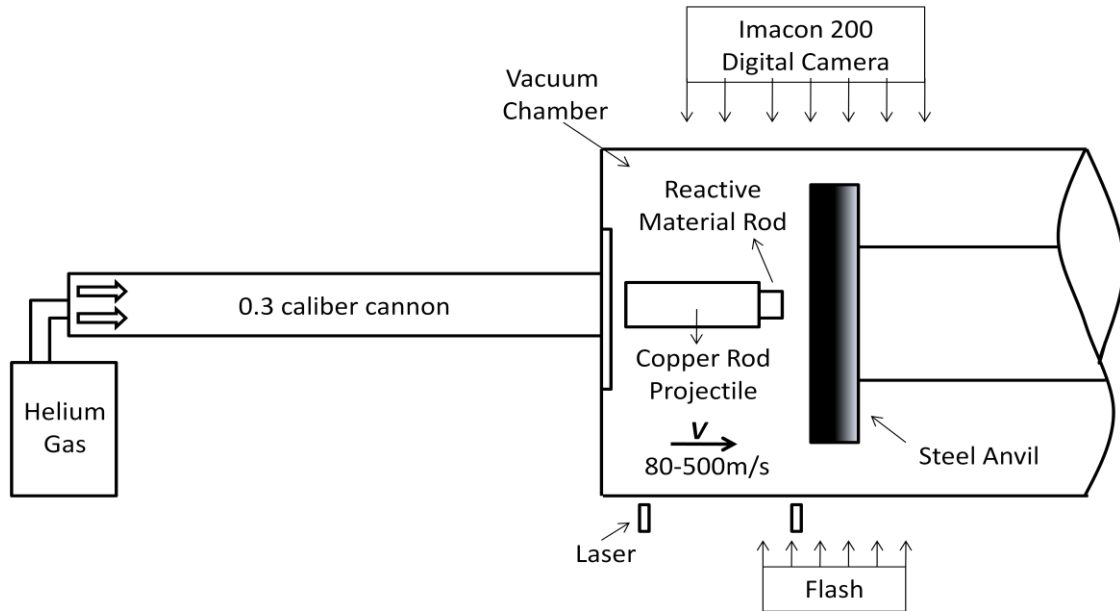 Imacon 200
Digital Camera
Vacuum
Chamber
Reactive
Material Rod
0.3 caliber cannon
Copper Rod
Projectile
Helium
Gas
V
80-500m/s
Steel Anvil
Laser
Flash